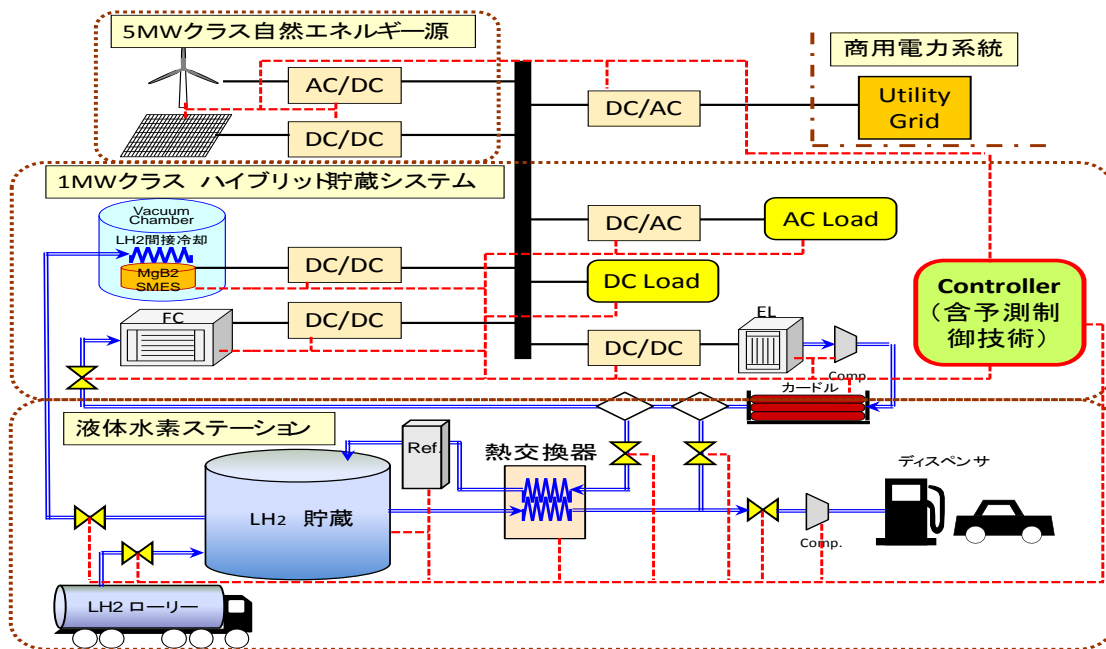 5MWクラス自然エネルギー源
商用電力系統
AC/DC
DC/DC
DC/AC
Utility
Grid
1MWクラス ハイブリッド貯蔵システム
Vacuum
Chamber
LH2間接冷却
MgB2
SMES
DC/DC
DC/AC
AC Load
DC Load
FC
DC/DC
DC/DC
EL
Comp.
カードル
Controller
(含予測制
御技術)
液体水素ステーション
Ref.
熱交換器
LH2 貯蔵
ディスペンサ
Comp.
LH2 ローリー